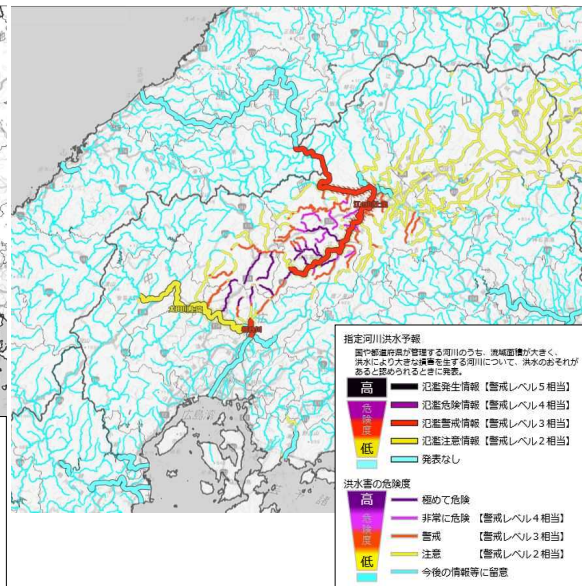 指定河川洪水予報
国や都道府県が管理する河川のうち、流域面積が大きく、
洪水により大きな損害を生ずる河川について、洪水のおそれが
あると認められるときに発表。
高
危険度
低
氾濫発生情報【警戒レベル5相当】
氾濫危険情報【警戒レベル4相当】
氾濫警戒情報【警戒レベル3相当】
氾濫注意情報【警戒レベル2相当】
発表なし
洪水害の危険度
高
危険度
低
極めて危険
非常に危険 【警戒レベル4相当】
警戒 【警戒レベル3相当】
注意 【警戒レベル2相当】
今後の情報等に留意